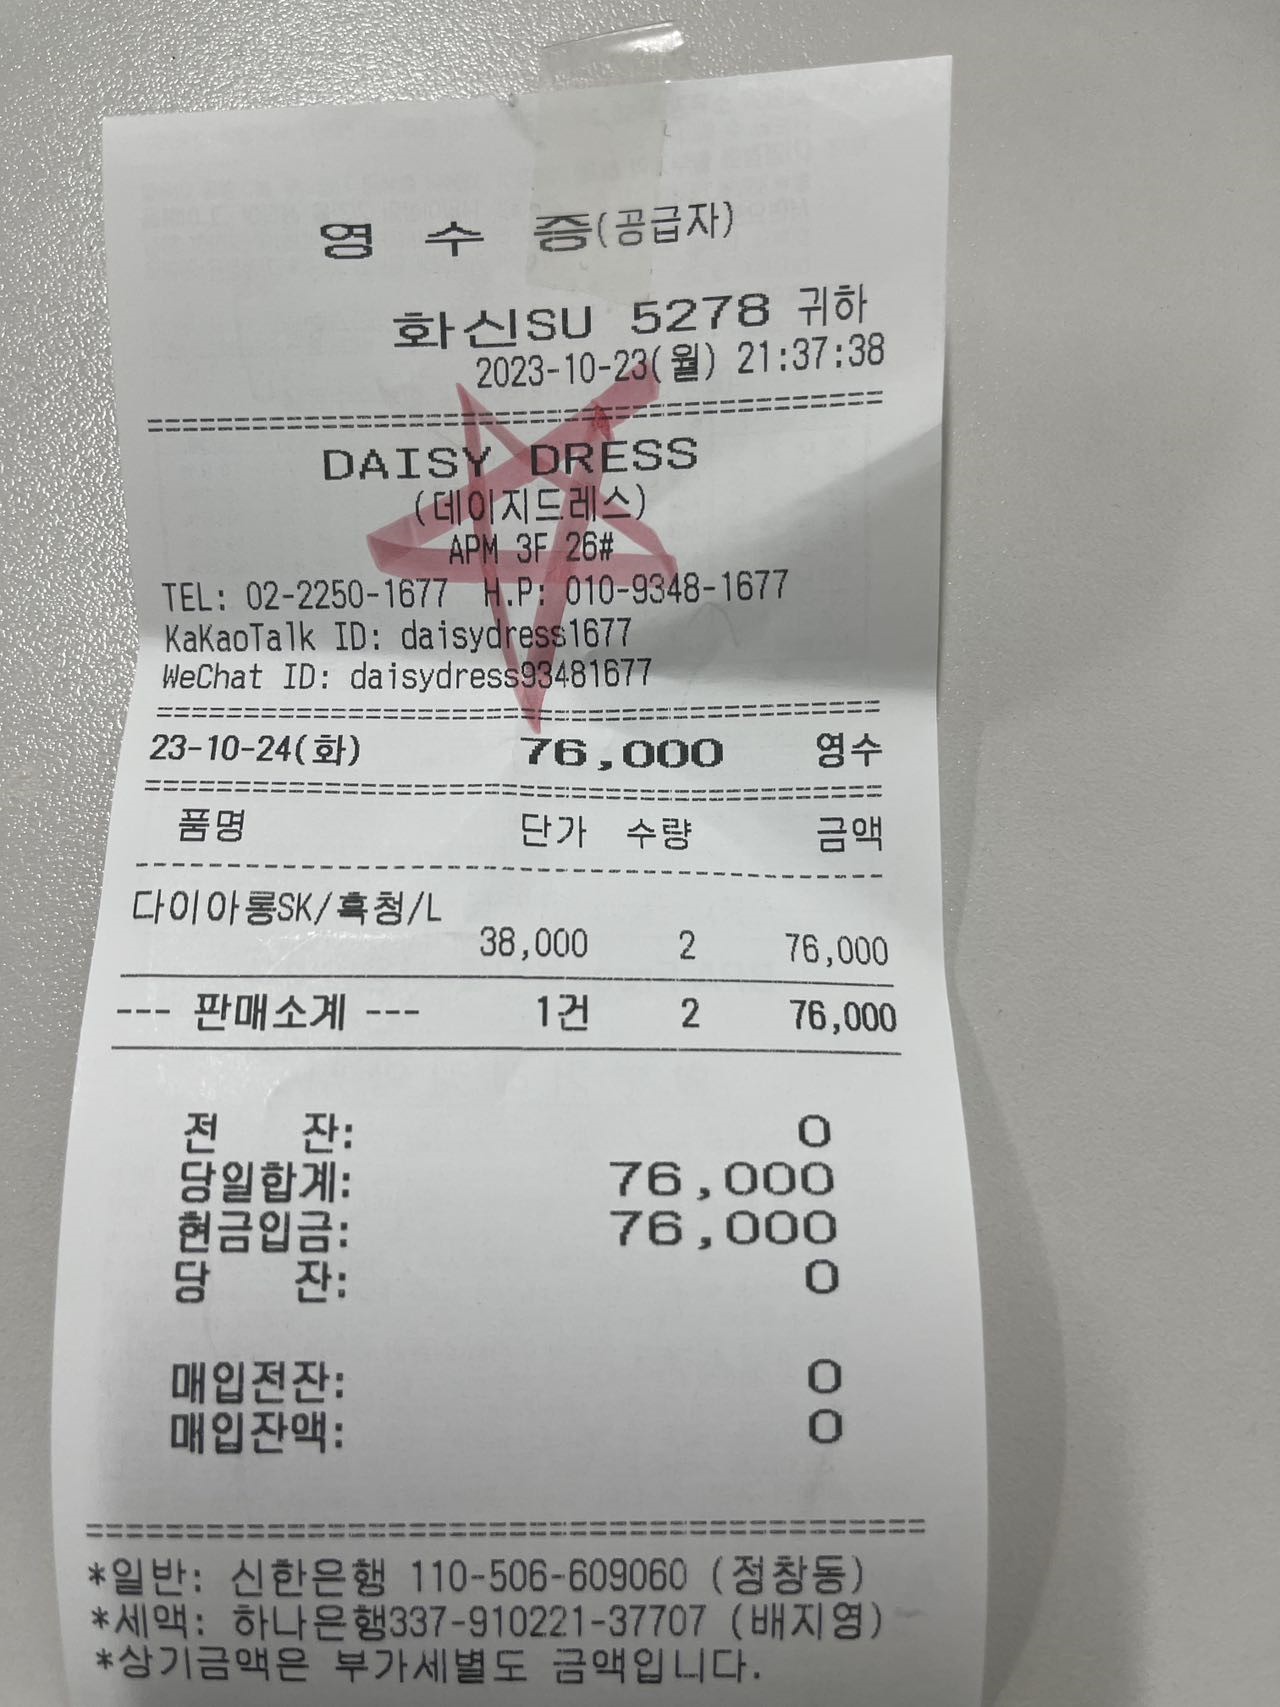 영 수 증(공급자)
화신SU 5278 귀하
2023-10-23(월) 21:37:38
==================================================
DAISY DRESS
(데이지드레스)
APM 3F 26#
TEL: 02-2250-1677 H.P: 010-9348-1677
KaKaoTalk ID: daisydress1677
WeChat ID: daisydress93481677
==================================================
23-10-24(화) 76,000 영수
==================================================
품명 단가 수량 금액
--------------------------------------------------
다이아롱SK/흑청/L
38,000 2 76,000
--- 판매소계 --- 1건 2 76,000
전 잔: 0
당일합계: 76,000
현금입금: 76,000
당 잔: 0
매입전잔: 0
매입잔액: 0
==================================================
*일반: 신한은행 110-506-609060 (정창동)
*세액: 하나은행337-910221-37707 (배지영)
*상기금액은 부가세별도 금액입니다.